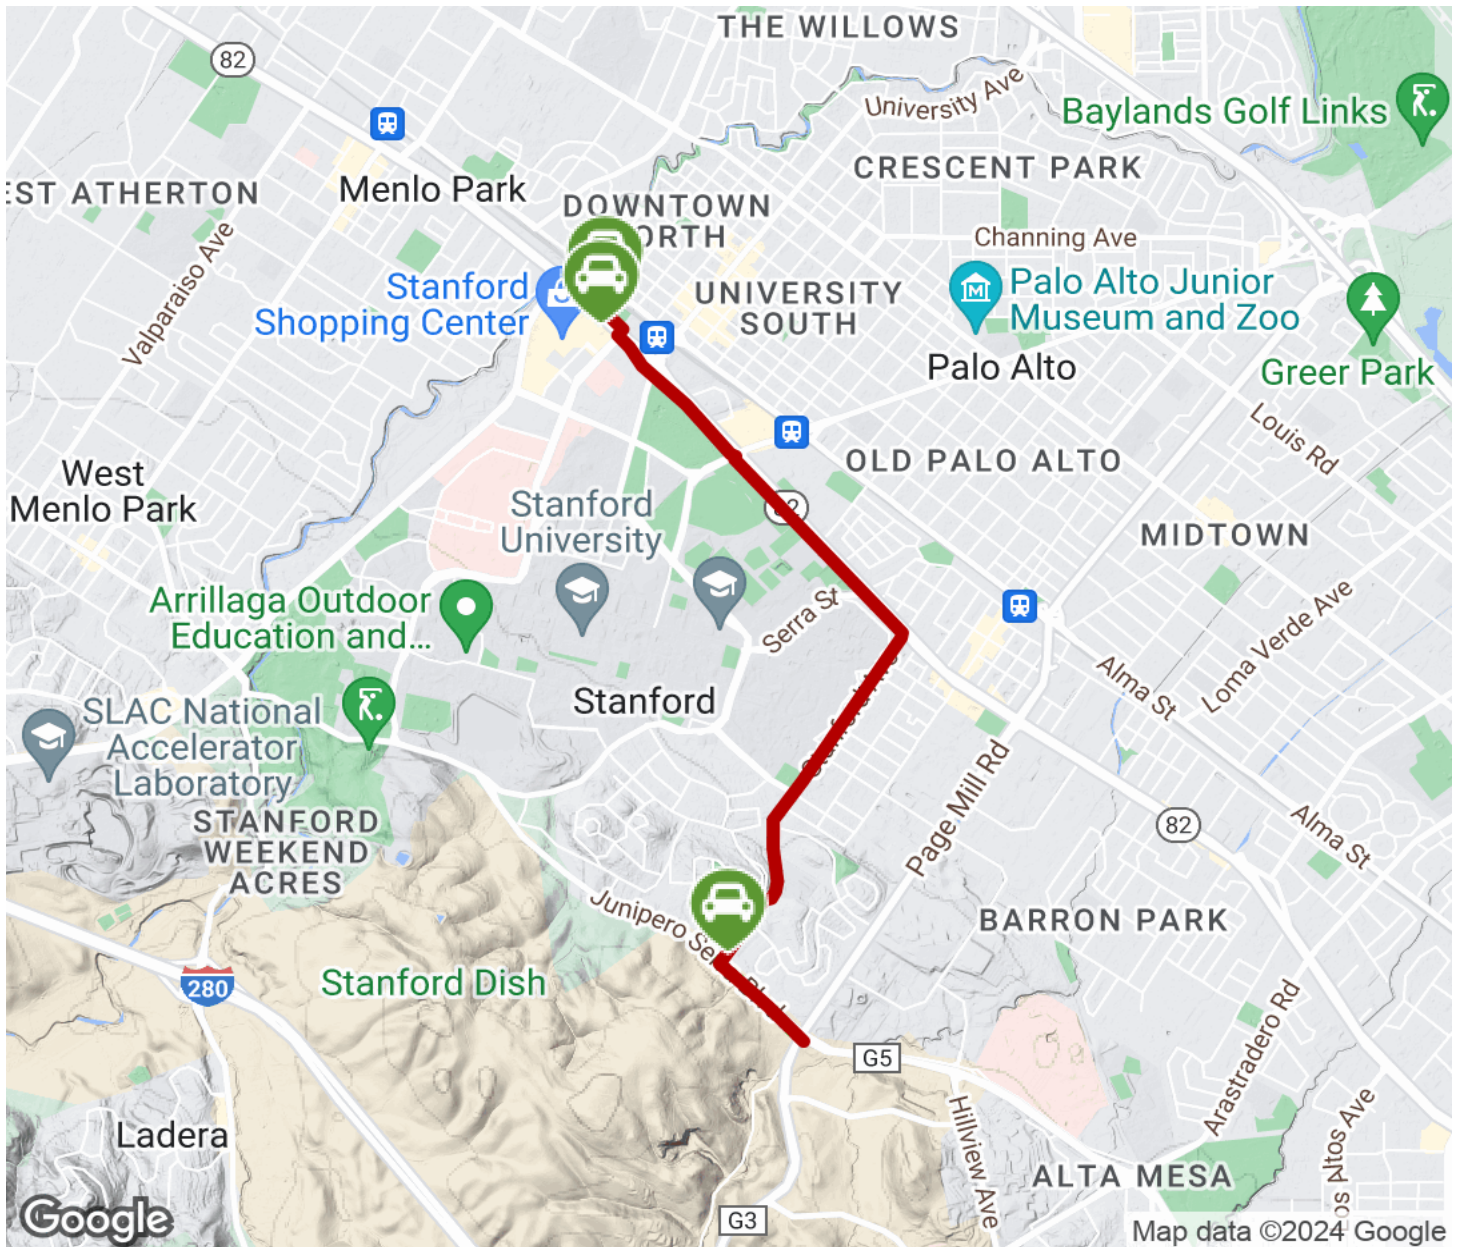 THE WILLOWS
82
University Ave
Baylands Golf Links
CRESCENT PARK
EST ATHERTON
Menlo Park
DOWNTOWN
ORTH
Channing Ave
Valparaiso Ave
Stanford
Shopping Center
UNIVERSITY
SOUTH
Palo Alto Junior
Museum and Zoo
Palo Alto
Greer Park
Louis Rd
West
Menlo Park
OLD PALO ALTO
Stanford
University
MIDTOWN
Arrillaga Outdoor
Education and...
Serra St
Loma Verde Ave
Alma St
Stanford
SLAC National
Accelerator
Laboratory
Page Mill Rd
82
Alma St
STANFORD
WEEKEND
ACRES
Junipero
BARRON PARK
280
Stanford Dish
G5
Arastradero Rd
Ladera
Hillview Ave
os Altos Ave
ALTA MESA
G3
Google
Map data ©2024 Google